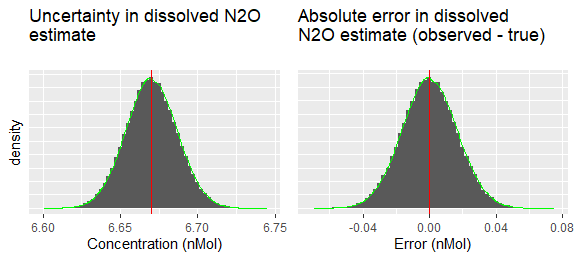 Uncertainty in dissolved N2O
estimate
Absolute error in dissolved
N2O estimate (observed - true)
density
6.60 6.65 6.70 6.75
Concentration (nMol)
-0.04 0.00 0.04 0.08
Error (nMol)